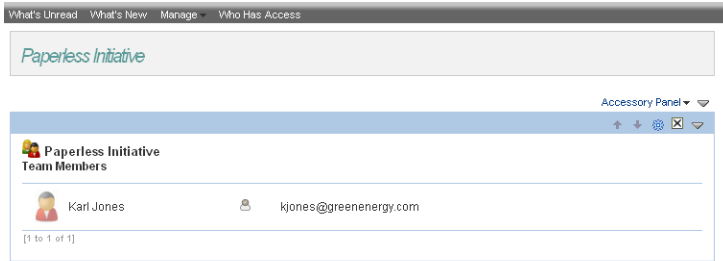 What's Unread What's New Manage Who Has Access
Paperless Initiative
Accessory Panel
Paperless Initiative
Team Members
Karl Jones kjones@greenenergy.com
[1 to 1 of 1]